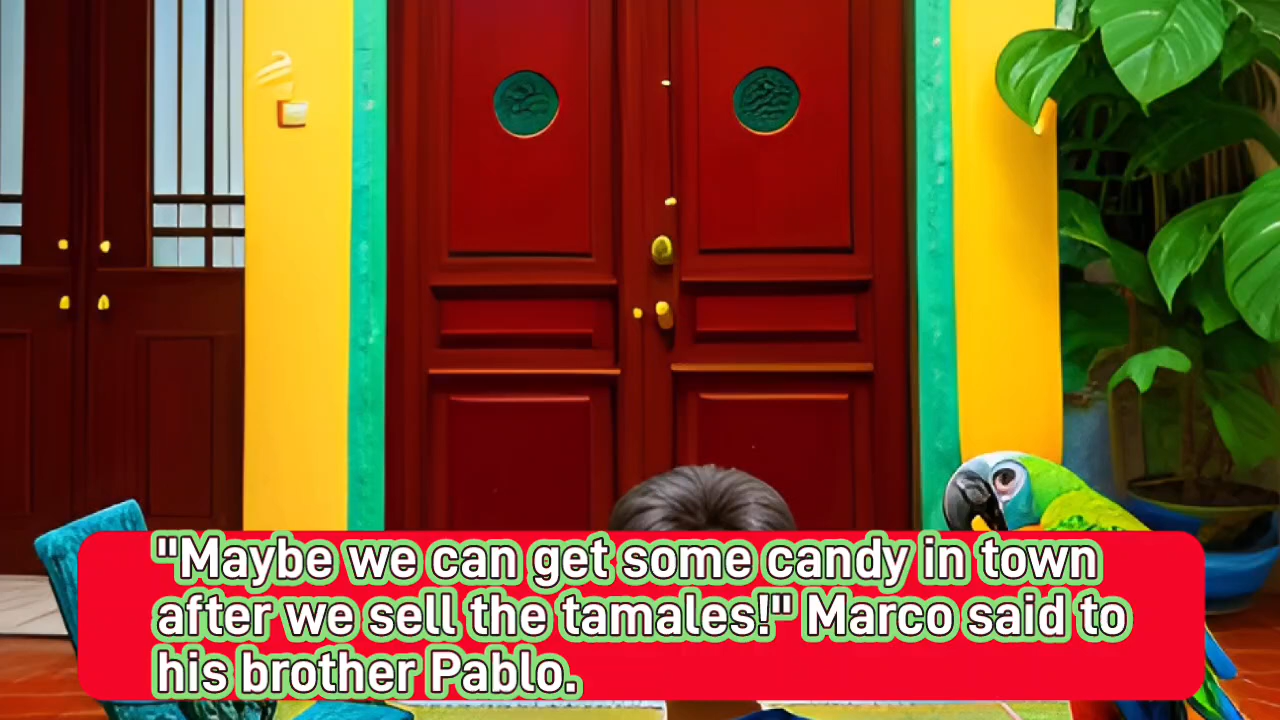 "Maybe we can get some candy in town
after we sell the tamales!" Marco said to
his brother Pablo.